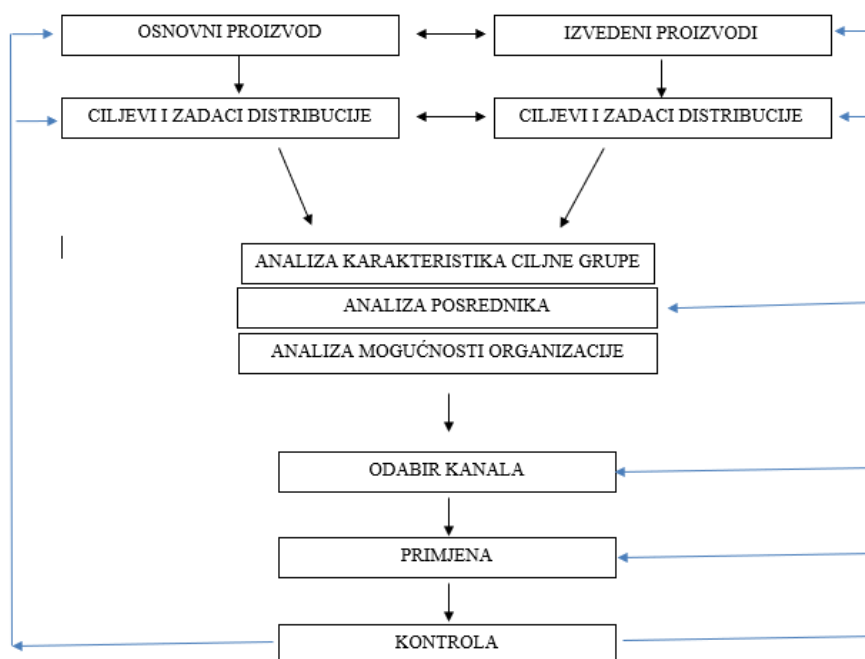 OSNOVNI PROIZVOD
IZVEDENI PROIZVODI
CILJEVI I ZADACI DISTRIBUCIJE
CILJEVI I ZADACI DISTRIBUCIJE
ANALIZA KARAKTERISTIKA CILJNE GRUPE
ANALIZA POSREDNIKA
ANALIZA MOGUĆNOSTI ORGANIZACIJE
ODABIR KANALA
PRIMJENA
KONTROLA